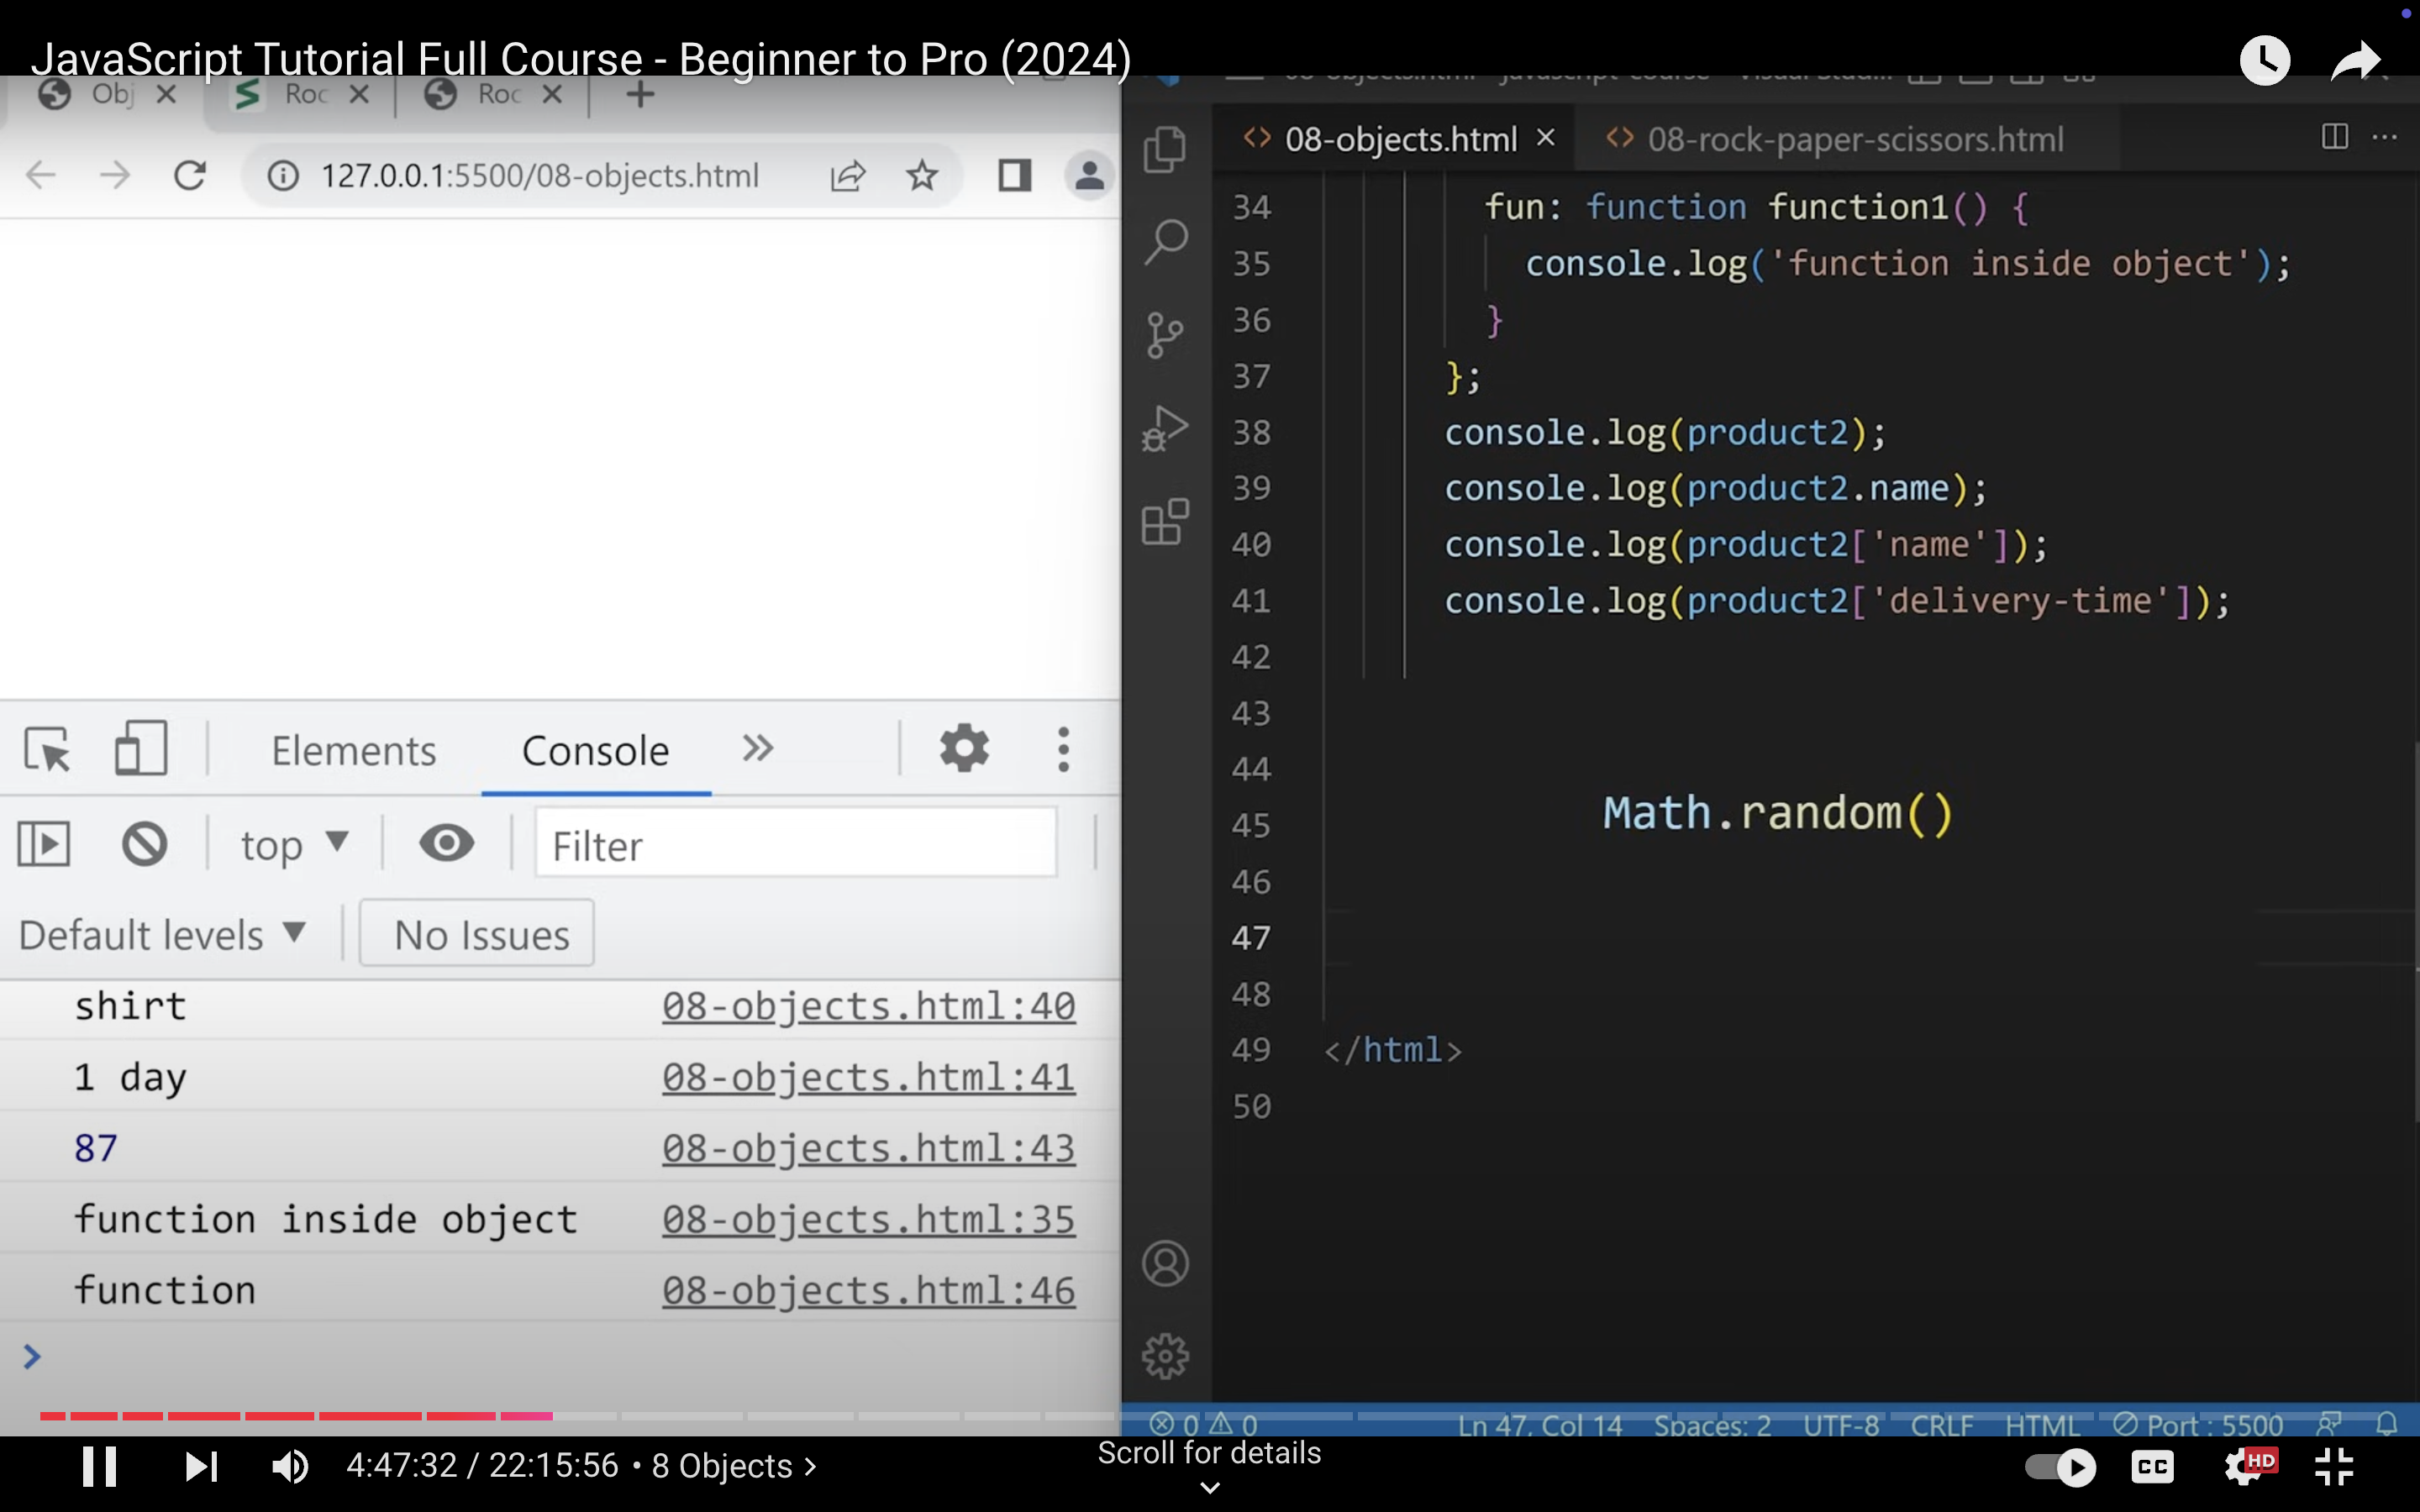 JavaScript Tutorial Full Course - Beginner to Pro (2024)
Obj
Roc
Roc
127.0.0.1:5500/08-objects.html
Elements
Console
top
Filter
Default levels
No Issues
shirt 08-objects.html:40
1 day 08-objects.html:41
87 08-objects.html:43
function inside object 08-objects.html:35
function 08-objects.html:46
08-objects.html
08-rock-paper-scissors.html
34 fun: function function1() {
35 console.log('function inside object');
36 }
37 };
38 console.log(product2);
39 console.log(product2.name);
40 console.log(product2['name']);
41 console.log(product2['delivery-time']);
42
43
44
Math.random()
45
46
47
48
49 </html>
50
0 0 Ln 47, Col 14 Spaces: 2 UTF-8 CRLF HTML Port : 5500
4:47:32 / 22:15:56 • 8 Objects
Scroll for details
CC
HD